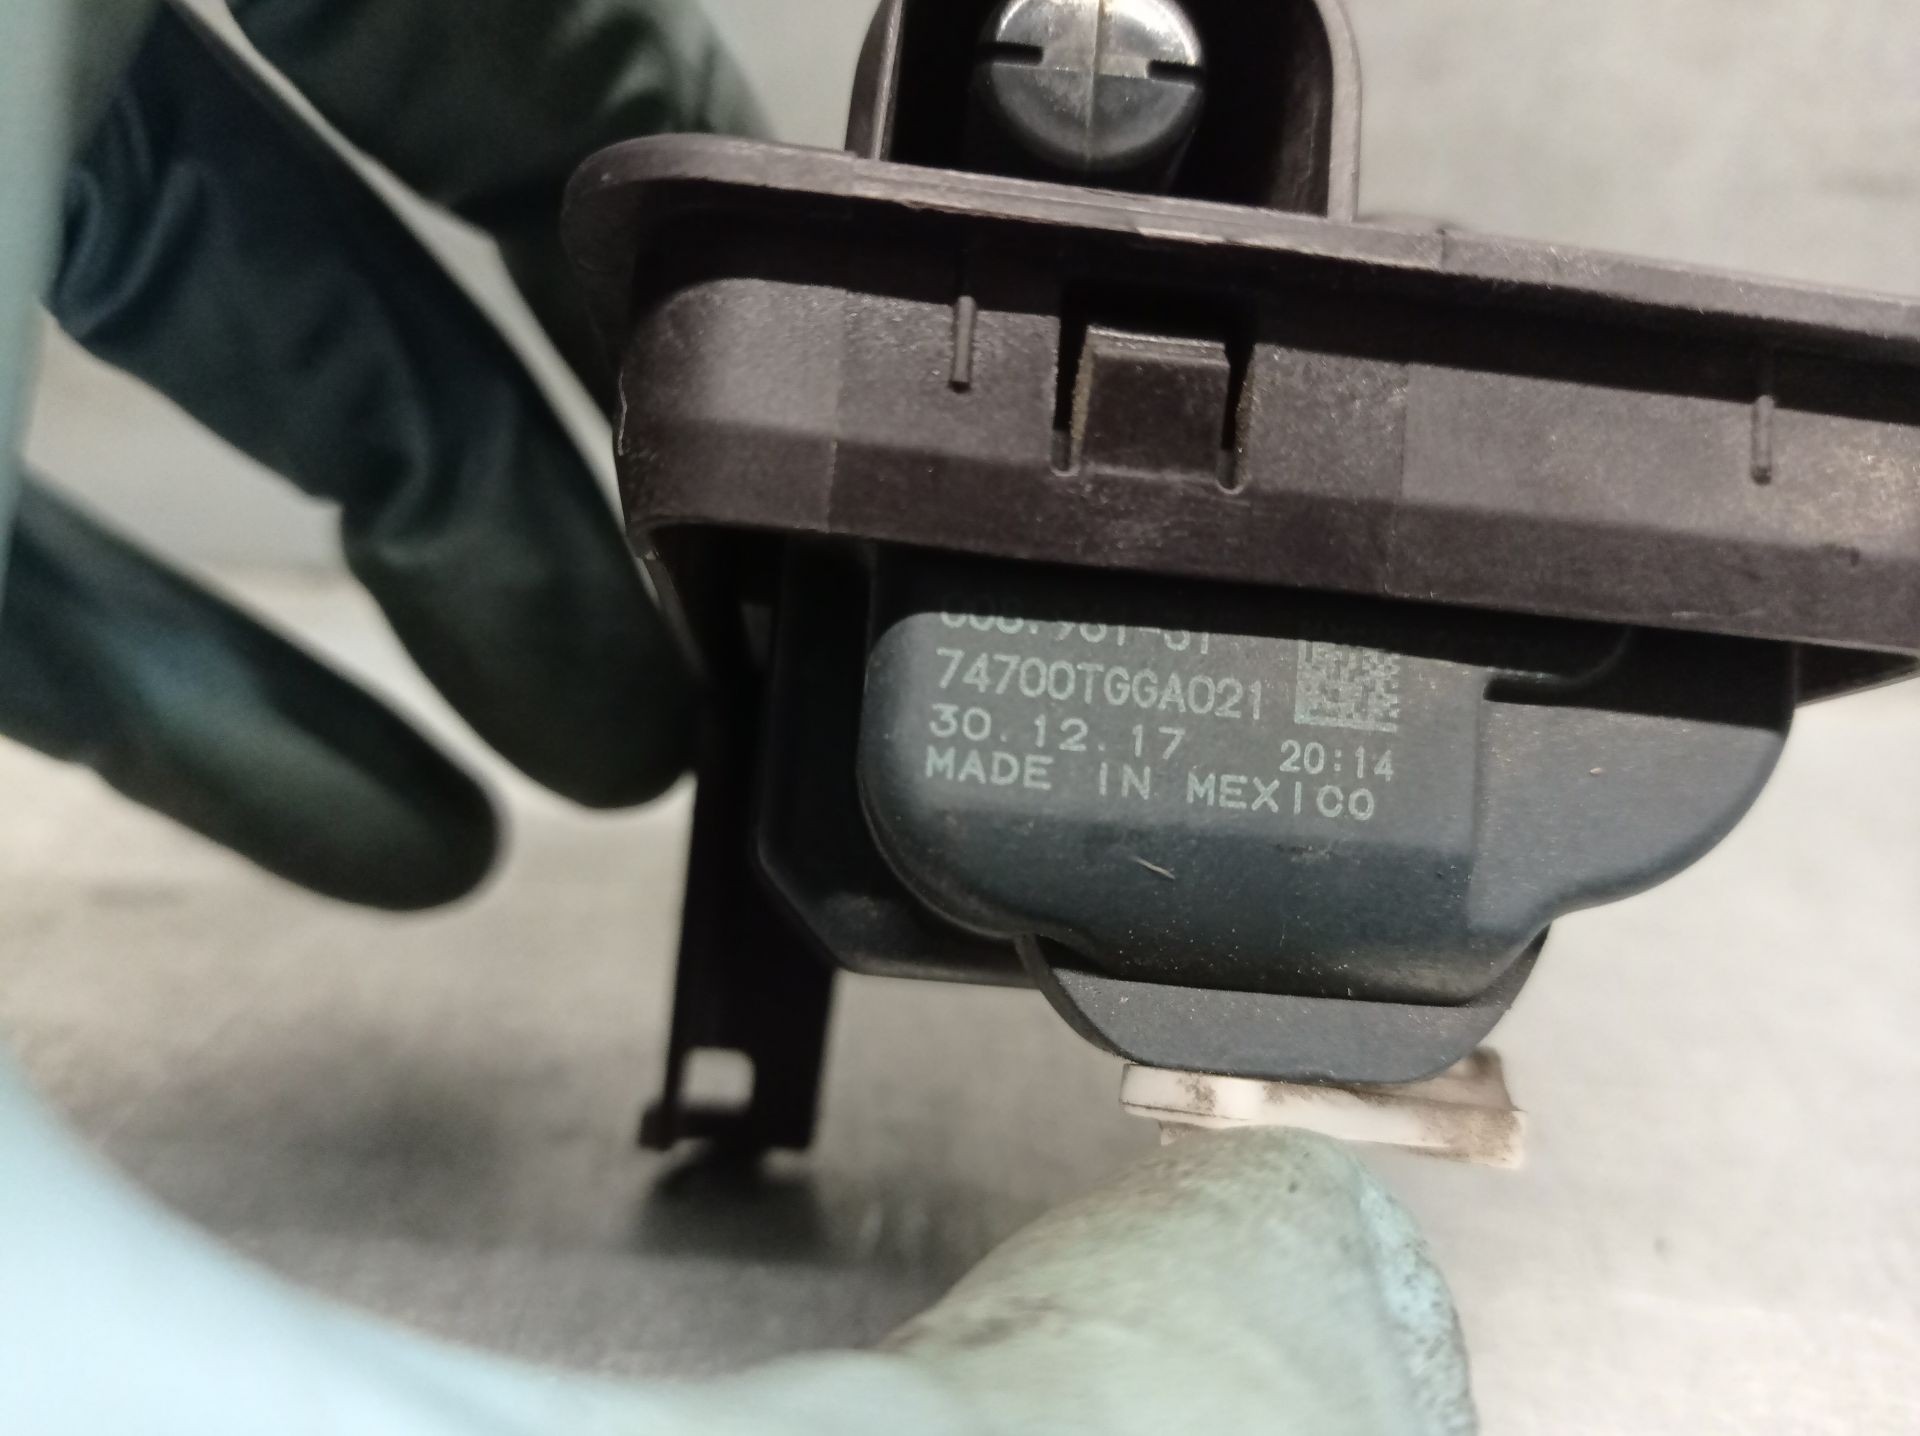 74700TGGA021
30.12.17 20:14
MADE IN MEXICO